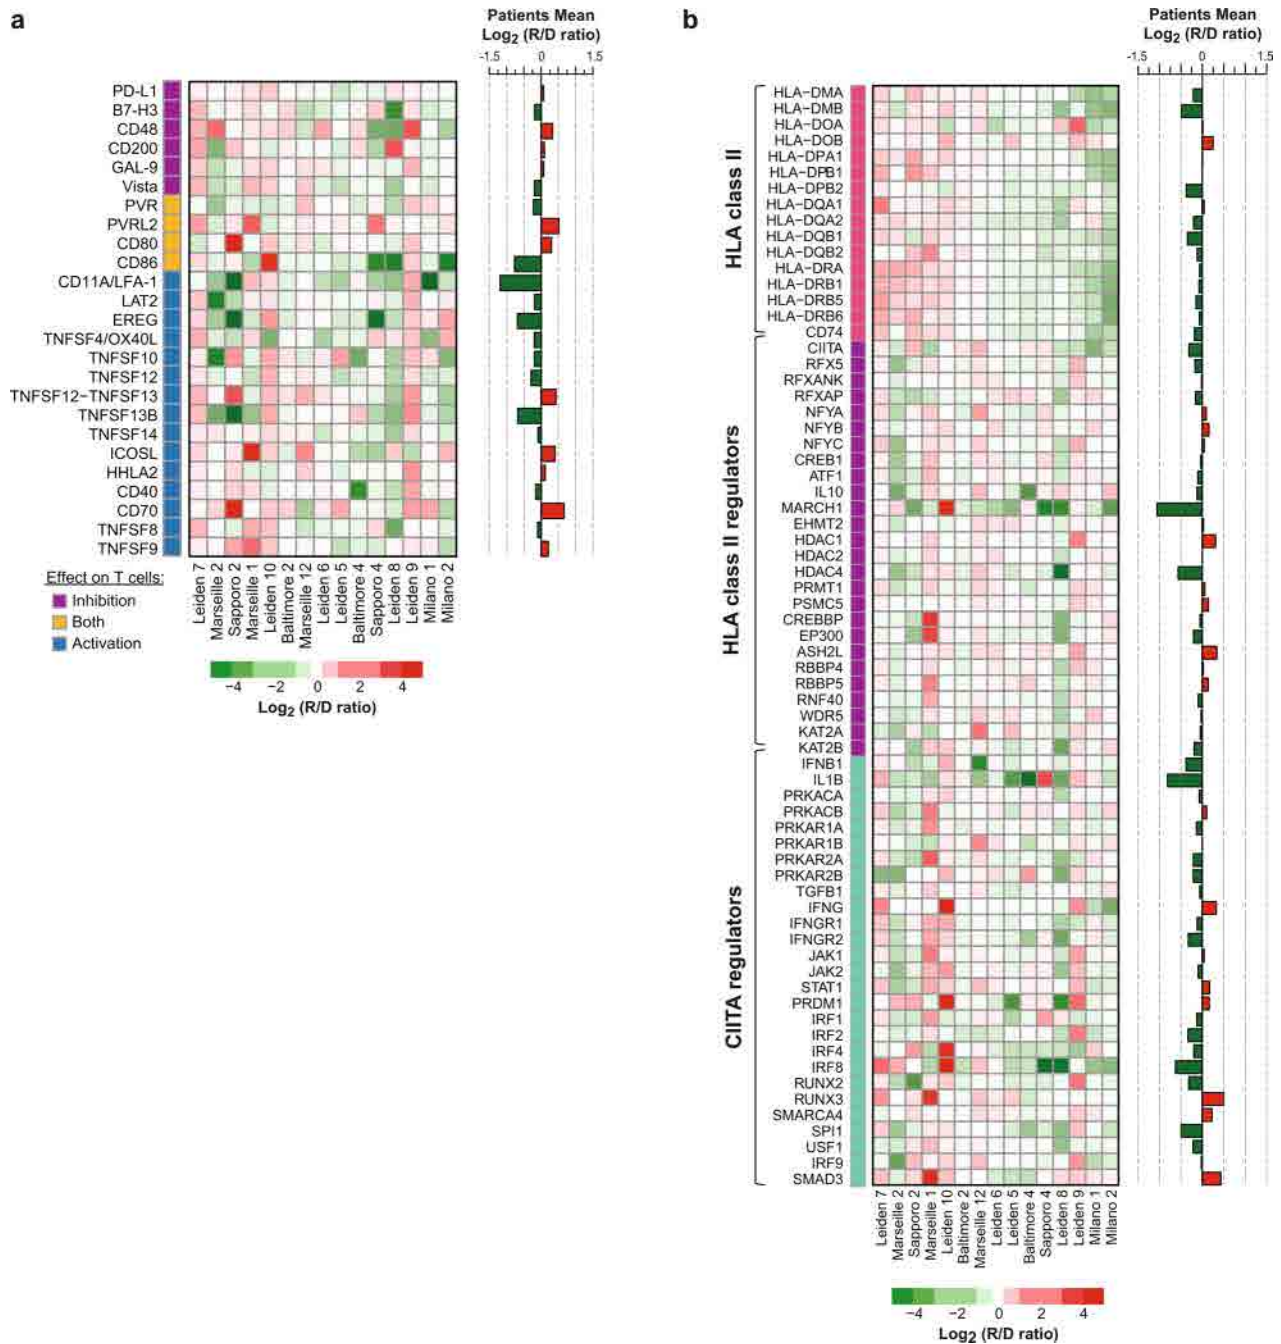 a
Patients Mean
Log2 (R/D ratio)
-1.5 0 1.5
PD-L1
B7-H3
CD48
CD200
GAL-9
Vista
PVR
PVRL2
CD80
CD86
CD11A/LFA-1
LAT2
EREG
TNFSF4/OX40L
TNFSF10
TNFSF12
TNFSF12-TNFSF13
TNFSF13B
TNFSF14
ICOSL
HHLA2
CD40
CD70
TNFSF8
TNFSF9
Leiden 7
Marseille 2
Sapporo 2
Marseille 1
Leiden 10
Baltimore 2
Marseille 12
Leiden 6
Leiden 5
Baltimore 4
Sapporo 4
Leiden 8
Leiden 9
Milano 1
Milano 2
Effect on T cells:
Inhibition
Both
Activation
-4 -2 0 2 4
Log2 (R/D ratio)
b
Patients Mean
Log2 (R/D ratio)
-1.5 0 1.5
HLA class II
HLA-DMA
HLA-DMB
HLA-DOA
HLA-DOB
HLA-DPA1
HLA-DPB1
HLA-DPB2
HLA-DQA1
HLA-DQA2
HLA-DQB1
HLA-DQB2
HLA-DRA
HLA-DRB1
HLA-DRB5
HLA-DRB6
CD74
HLA class II regulators
CIITA
RFX5
RFXANK
RFXAP
NFYA
NFYB
NFYC
CREB1
ATF1
IL10
MARCH1
EHMT2
HDAC1
HDAC2
HDAC4
PRMT1
PSMC5
CREBBP
EP300
ASH2L
RBBP4
RBBP5
RNF40
WDR5
KAT2A
KAT2B
CIITA regulators
IFNB1
IL1B
PRKACA
PRKACB
PRKAR1A
PRKAR1B
PRKAR2A
PRKAR2B
TGFB1
IFNG
IFNGR1
IFNGR2
JAK1
JAK2
STAT1
PRDM1
IRF1
IRF2
IRF4
IRF8
RUNX2
RUNX3
SMARCA4
SPI1
USF1
IRF9
SMAD3
Leiden 7
Marseille 2
Sapporo 2
Marseille 1
Leiden 10
Baltimore 2
Marseille 12
Leiden 6
Leiden 5
Baltimore 4
Sapporo 4
Leiden 8
Leiden 9
Milano 1
Milano 2
-4 -2 0 2 4
Log2 (R/D ratio)